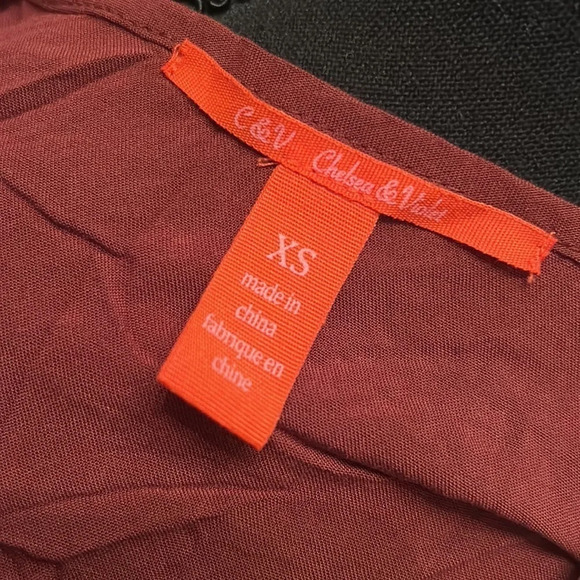 C&V Chelsea & Violet
XS
made in
china
fabrique en
chine